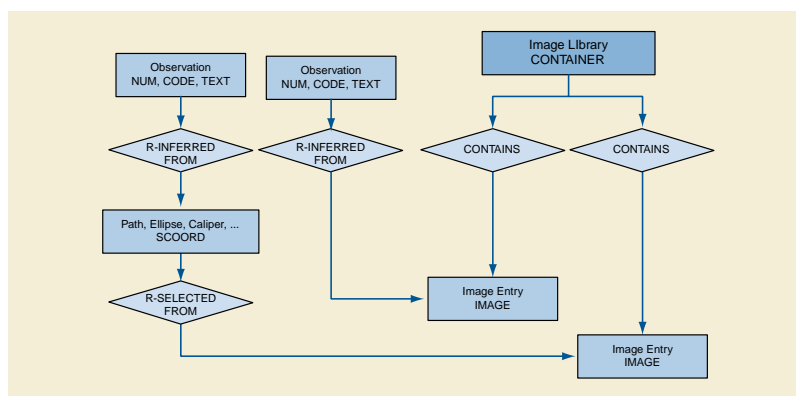 Observation
NUM, CODE, TEXT
Observation
NUM, CODE, TEXT
Image LIbrary
CONTAINER
R-INFERRED
FROM
R-INFERRED
FROM
CONTAINS
CONTAINS
Path, Ellipse, Caliper, ...
SCOORD
R-SELECTED
FROM
Image Entry
IMAGE
Image Entry
IMAGE